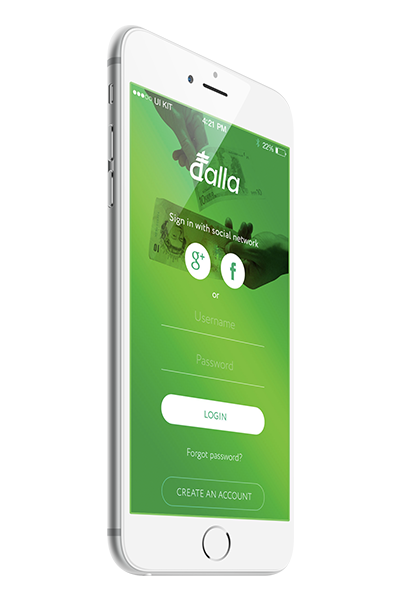 UI KIT
4:21 PM
22%
dalla
Sign in with social network
g+ f
or
Username
Password
LOGIN
Forgot password?
CREATE AN ACCOUNT